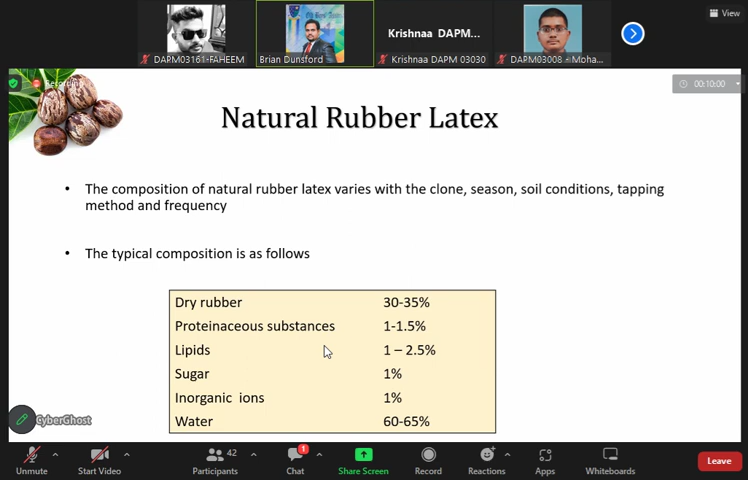 View
DARM03161-FAHEEM
Brian Dunsford
Krishnaa DAPM...
Krishnaa DAPM 03030
DAPM03008 - Moha...
Recording
00:10:00
Natural Rubber Latex
• The composition of natural rubber latex varies with the clone, season, soil conditions, tapping
method and frequency
• The typical composition is as follows
Dry rubber 30-35%
Proteinaceous substances 1-1.5%
Lipids 1 – 2.5%
Sugar 1%
Inorganic ions 1%
Water 60-65%
CyberGhost
42
1
Unmute
Start Video
Participants
Chat
Share Screen
Record
Reactions
Apps
Whiteboards
Leave